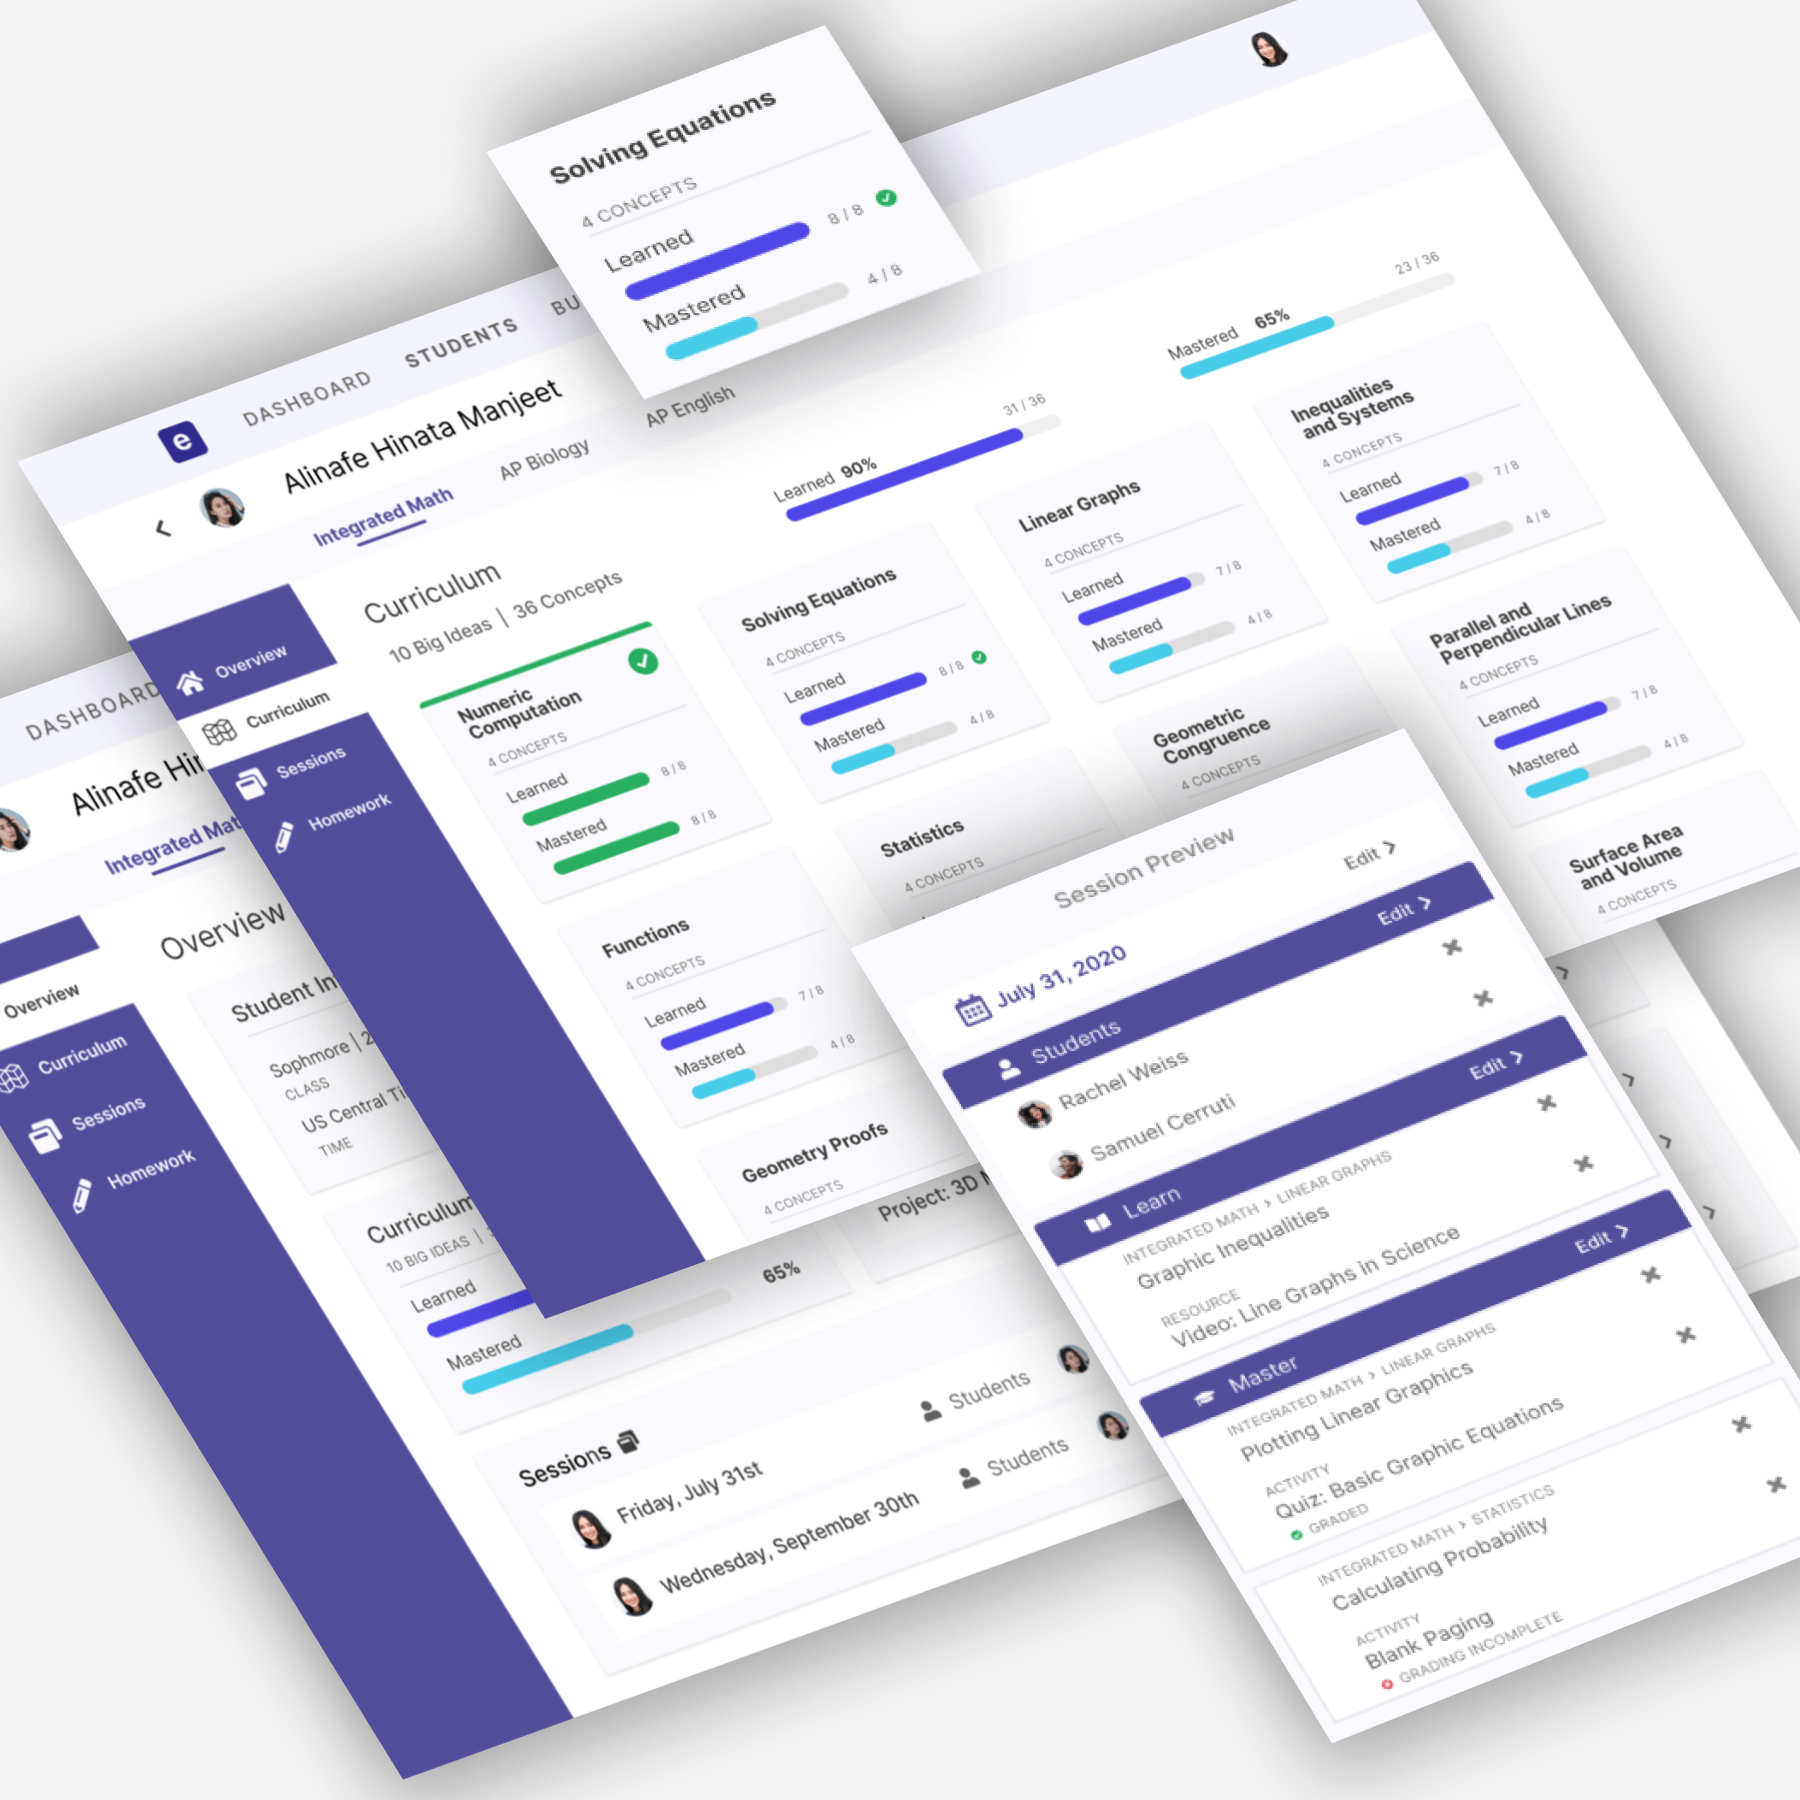 Solving Equations
4 CONCEPTS
Learned
8 / 8
Mastered
4 / 8
e
DASHBOARD
STUDENTS
BU
Alinafe Hinata Manjeet
Integrated Math
AP Biology
AP English
Overview
Curriculum
Sessions
Homework
Curriculum
10 Big Ideas | 36 Concepts
Learned 90%
31 / 36
Mastered 65%
23 / 36
Numeric
Computation
4 CONCEPTS
Learned
8 / 8
Mastered
8 / 8
Solving Equations
4 CONCEPTS
Learned
8 / 8
Mastered
4 / 8
Linear Graphs
4 CONCEPTS
Learned
7 / 8
Mastered
4 / 8
Inequalities
and Systems
4 CONCEPTS
Learned
7 / 8
Mastered
4 / 8
Functions
4 CONCEPTS
Learned
7 / 8
Mastered
4 / 8
Statistics
4 CONCEPTS
Geometric
Congruence
4 CONCEPTS
Parallel and
Perpendicular Lines
4 CONCEPTS
Learned
7 / 8
Mastered
4 / 8
Geometry Proofs
4 CONCEPTS
Surface Area
and Volume
4 CONCEPTS
DASHBOARD
Alinafe Hin
Integrated Mat
Overview
Curriculum
Sessions
Homework
Overview
Student In
Sophmore | 2
CLASS
US Central Ti
TIME
Curriculum
10 BIG IDEAS |
Learned
Mastered
65%
Project: 3D M
Sessions
Friday, July 31st
Students
Wednesday, September 30th
Students
Session Preview
July 31, 2020
Edit
Students
Edit
Rachel Weiss
Samuel Cerruti
Learn
Edit
INTEGRATED MATH > LINEAR GRAPHS
Graphic Inequalities
RESOURCE
Video: Line Graphs in Science
Master
Edit
INTEGRATED MATH > LINEAR GRAPHS
Plotting Linear Graphics
ACTIVITY
Quiz: Basic Graphic Equations
GRADED
INTEGRATED MATH > STATISTICS
Calculating Probability
ACTIVITY
Blank Paging
GRADING INCOMPLETE